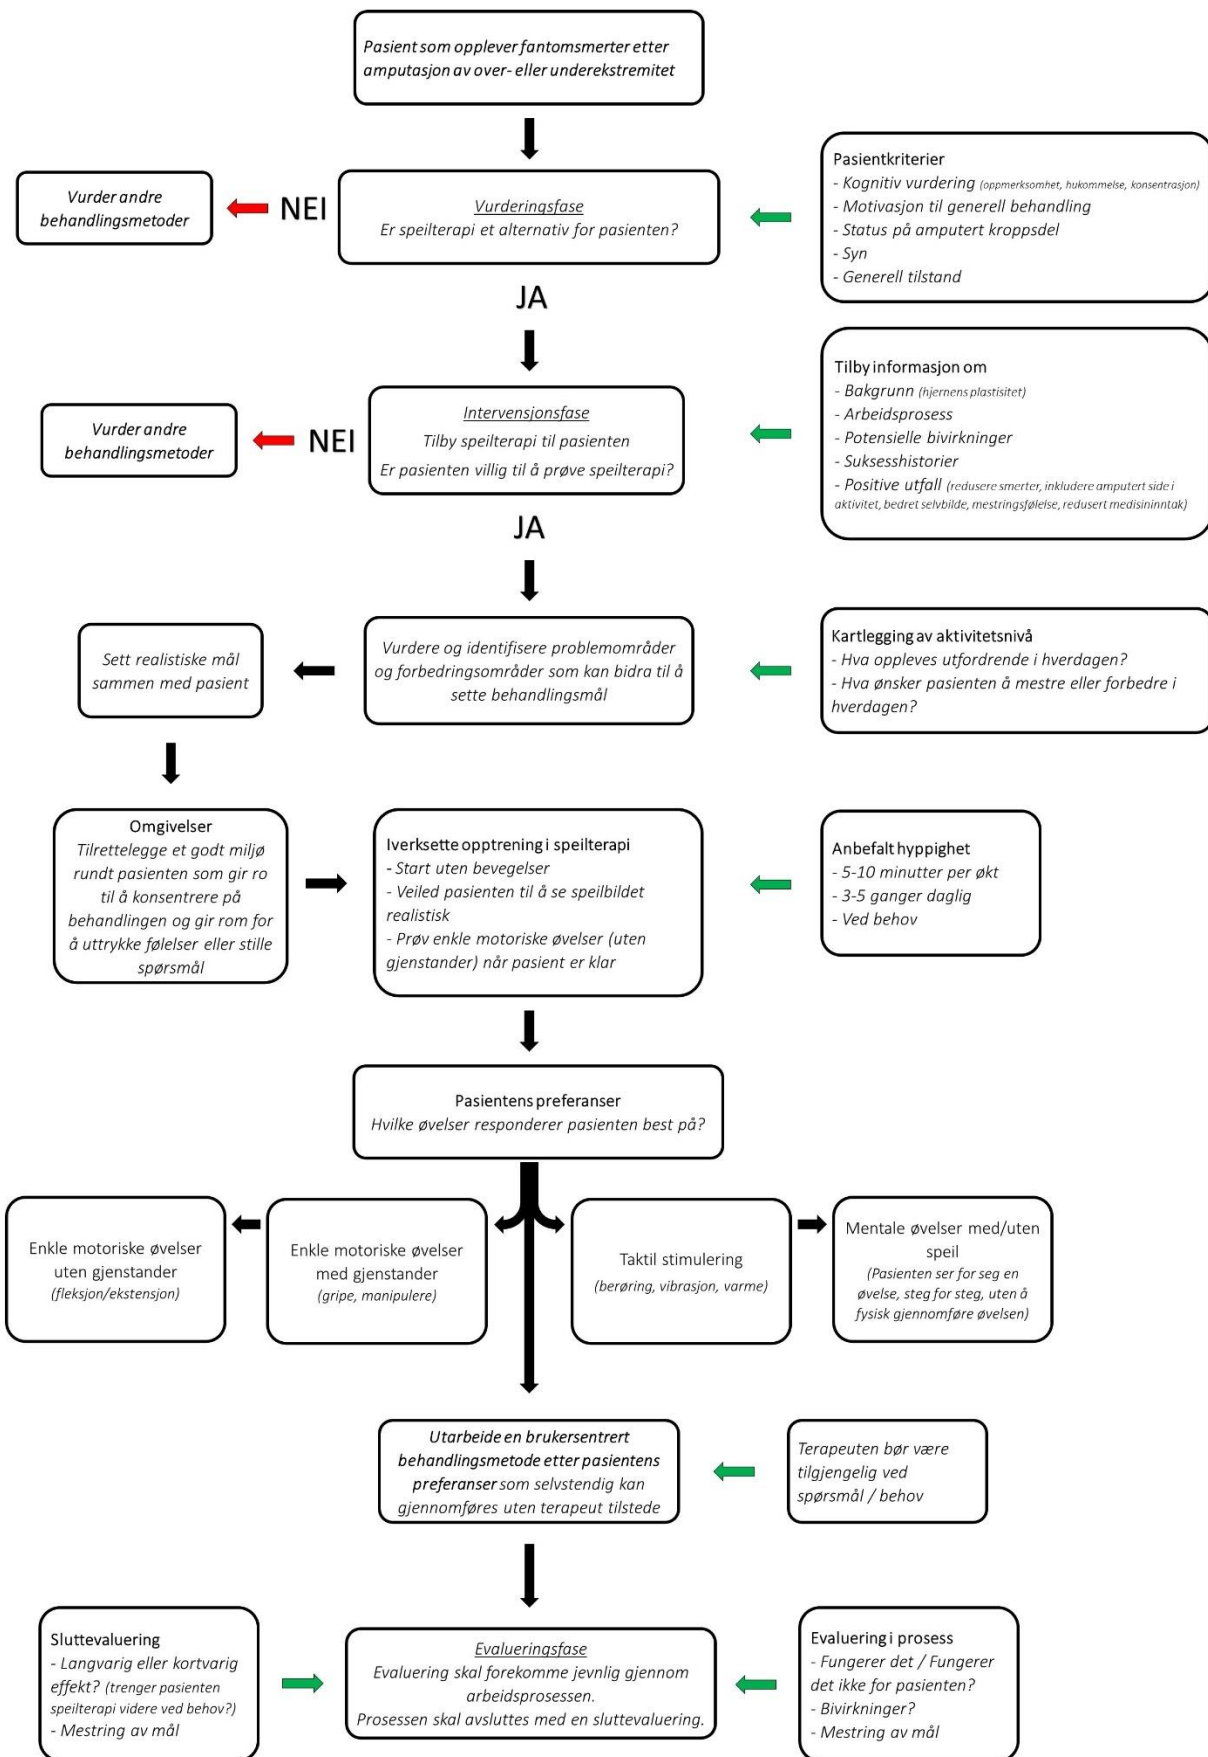 Pasient som opplever fantomsmerter etter
amputasjon av over- eller underekstremitet
Vurder andre
behandlingsmetoder
NEI
Vurderingsfase
Er speilterapi et alternativ for pasienten?
Pasientkriterier
- Kognitiv vurdering (oppmerksomhet, hukommelse, konsentrasjon)
- Motivasjon til generell behandling
- Status på amputert kroppsdel
- Syn
- Generell tilstand
JA
Vurder andre
behandlingsmetoder
NEI
Intervensjonsfase
Tilby speilterapi til pasienten
Er pasienten villig til å prøve speilterapi?
Tilby informasjon om
- Bakgrunn (hjernens plastisitet)
- Arbeidsprosess
- Potensielle bivirkninger
- Suksesshistorier
- Positive utfall (redusere smerter, inkludere amputert side i
aktivitet, bedret selvbilde, mestringsfølelse, redusert medisininntak)
JA
Sett realistiske mål
sammen med pasient
Vurdere og identifisere problemområder
og forbedringsområder som kan bidra til å
sette behandlingsmål
Kartlegging av aktivitetsnivå
- Hva oppleves utfordrende i hverdagen?
- Hva ønsker pasienten å mestre eller forbedre i
hverdagen?
Omgivelser
Tilrettelegge et godt miljø
rundt pasienten som gir ro
til å konsentrere på
behandlingen og gir rom for
å uttrykke følelser eller stille
spørsmål
Iverksette opptrening i speilterapi
- Start uten bevegelser
- Veiled pasienten til å se speilbildet
realistisk
- Prøv enkle motoriske øvelser (uten
gjenstander) når pasient er klar
Anbefalt hyppighet
- 5-10 minutter per økt
- 3-5 ganger daglig
- Ved behov
Pasientens preferanser
Hvilke øvelser responderer pasienten best på?
Enkle motoriske øvelser
uten gjenstander
(fleksjon/ekstensjon)
Enkle motoriske øvelser
med gjenstander
(gripe, manipulere)
Taktil stimulering
(berøring, vibrasjon, varme)
Mentale øvelser med/uten
speil
(Pasienten ser for seg en
øvelse, steg for steg, uten å
fysisk gjennomføre øvelsen)
Utarbeide en brukersentrert
behandlingsmetode etter pasientens
preferanser som selvstendig kan
gjennomføres uten terapeut tilstede
Terapeuten bør være
tilgjengelig ved
spørsmål / behov
Sluttevaluering
- Langvarig eller kortvarig
effekt? (trenger pasienten
speilterapi videre ved behov?)
- Mestring av mål
Evalueringsfase
Evaluering skal forekomme jevnlig gjennom
arbeidsprosessen.
Prosessen skal avsluttes med en sluttevaluering.
Evaluering i prosess
- Fungerer det / Fungerer
det ikke for pasienten?
- Bivirkninger?
- Mestring av mål